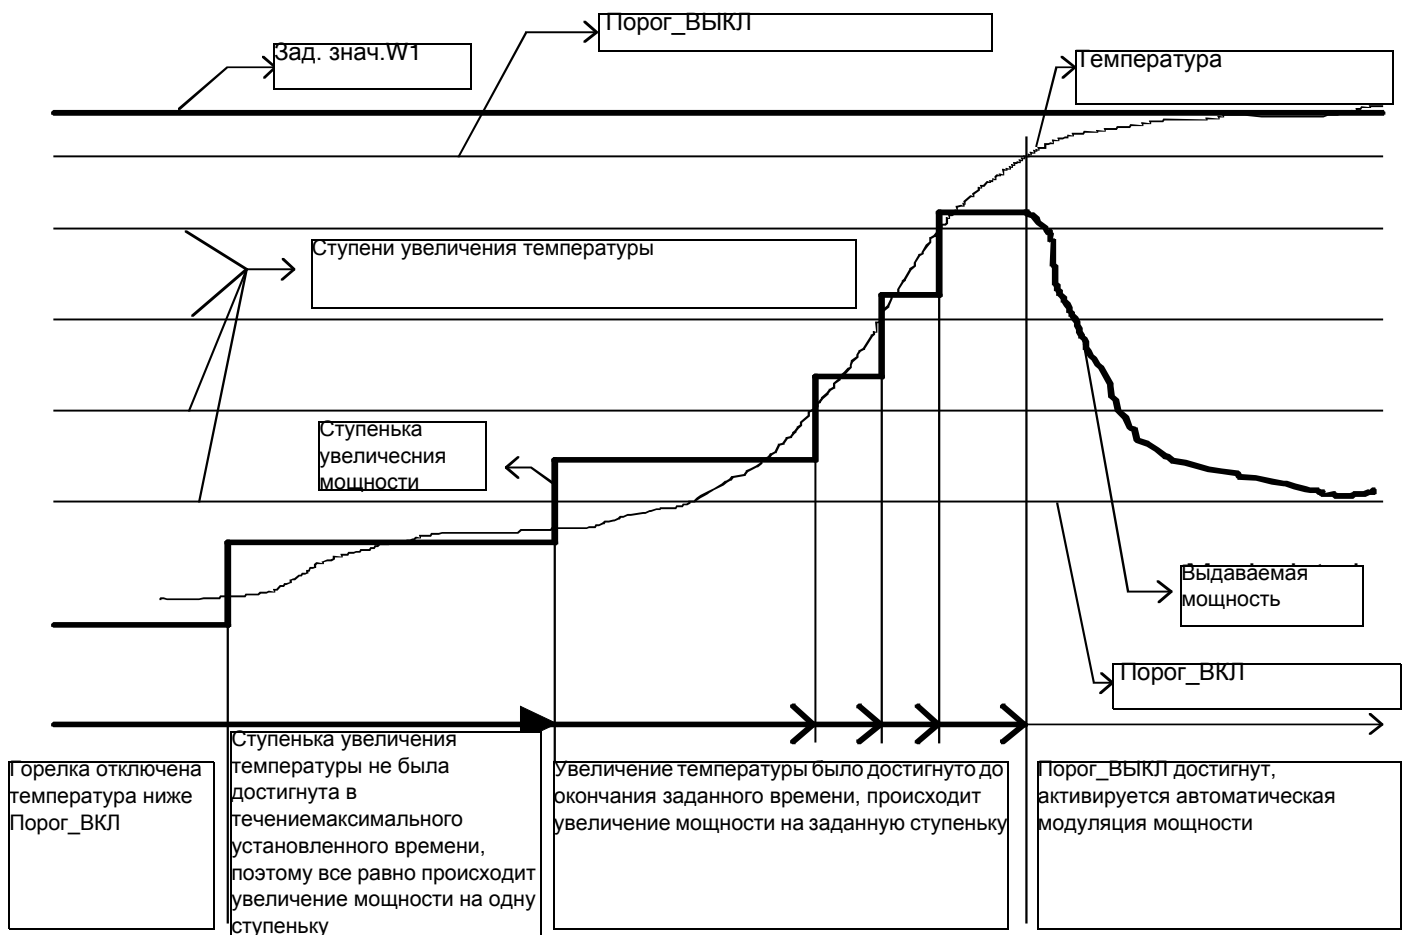 Порог_ВЫКЛ
Зад. знач.W1
Температура
Ступени увеличения температуры
Ступенька
увеличесния
мощности
Выдаваемая
мощность
Порог_ВКЛ
Горелка отключена
температура ниже
Порог_ВКЛ
Ступенька увеличения
температуры не была
достигнута в
течениемаксимального
установленного времени,
поэтому все равно происходит
увеличение мощности на одну
ступеньку
Увеличение температуры было достигнуто до
окончания заданного времени, происходит
увеличение мощности на заданную ступеньку
Порог_ВЫКЛ достигнут,
активируется автоматическая
модуляция мощности